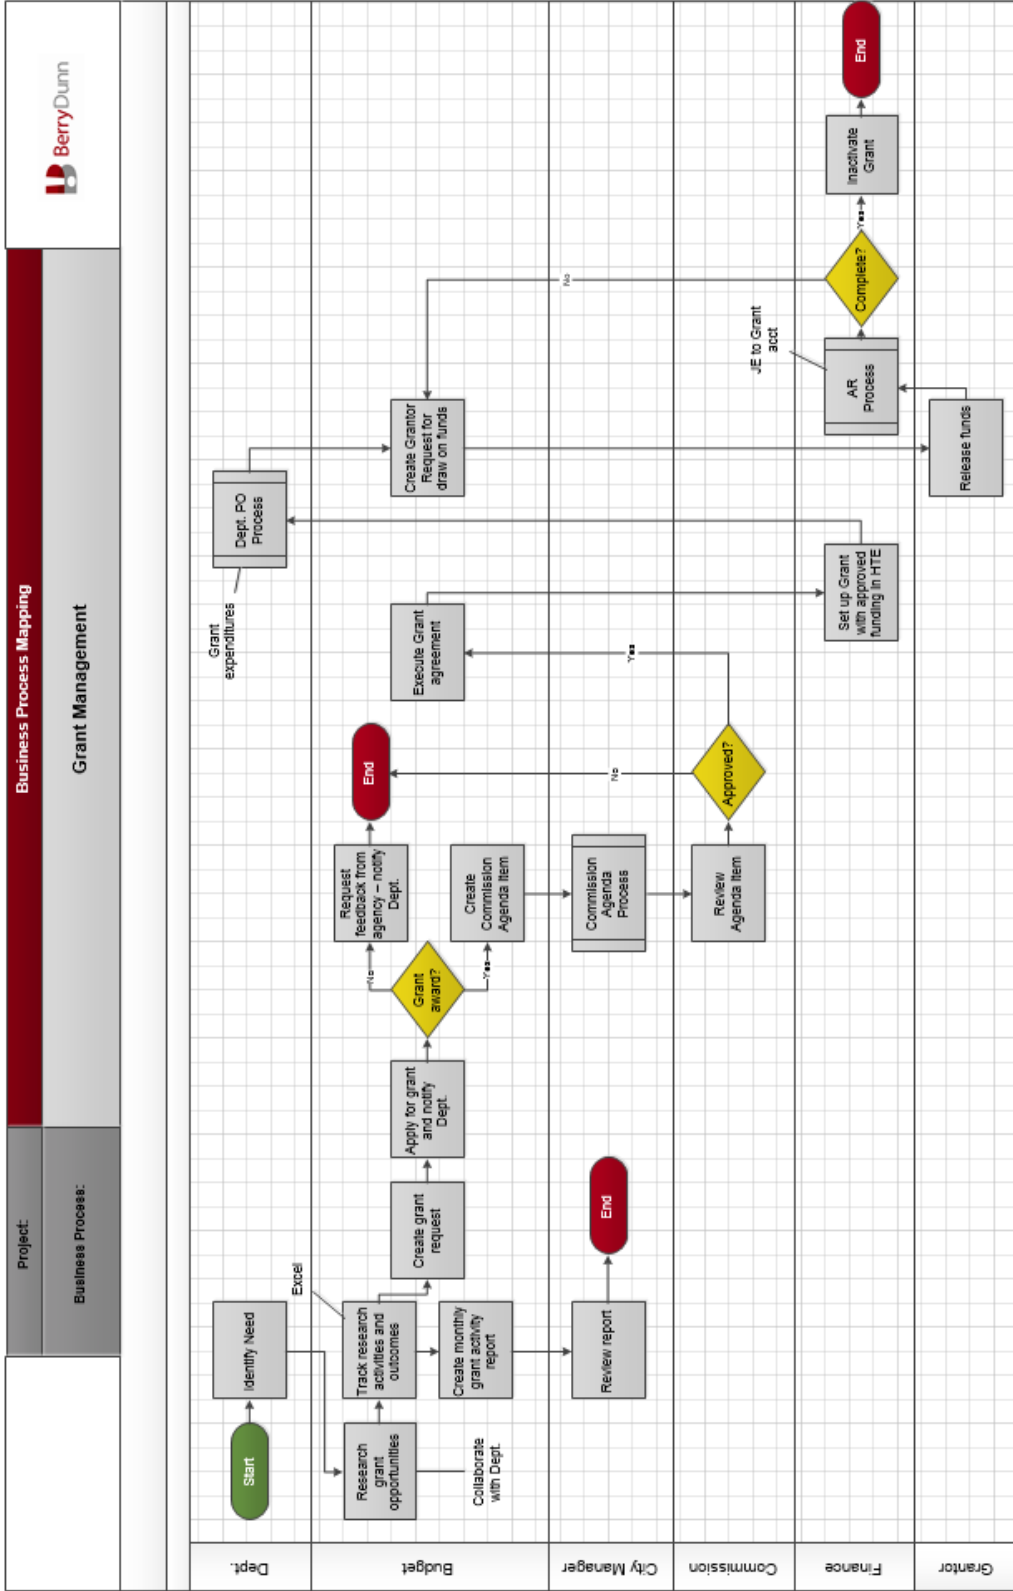 Project:
Business Process Mapping
BerryDunn
Business Process:
Grant Management
Dept.
Start
Identify Need
Grant
expenditures
Dept. PO
Process
Budget
Research
grant
opportunities
Collaborate
with Dept.
Excel
Track research
activities and
outcomes
Create monthly
grant activity
report
Create grant
request
Apply for grant
and notify
Dept.
Grant
award?
No
Yes
Request
feedback from
agency – notify
Dept.
Create
Commission
Agenda Item
End
Execute Grant
agreement
Create Grantor
Request for
draw on funds
City Manager
Review report
End
Commission
Agenda
Process
No
Yes
No
Commission
Review
Agenda Item
Approved?
JE to Grant
acct
Finance
Set up Grant
with approved
funding in HTE
AR
Process
Complete?
Yes
Inactivate
Grant
End
Grantor
Release funds